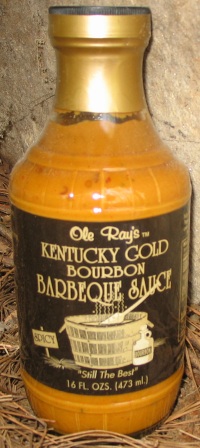 Ole Ray's™
KENTUCKY GOLD
BOURBON
BARBEQUE SAUCE
SPICY
"Still The Best"
16 FL. OZS. (473 ml.)